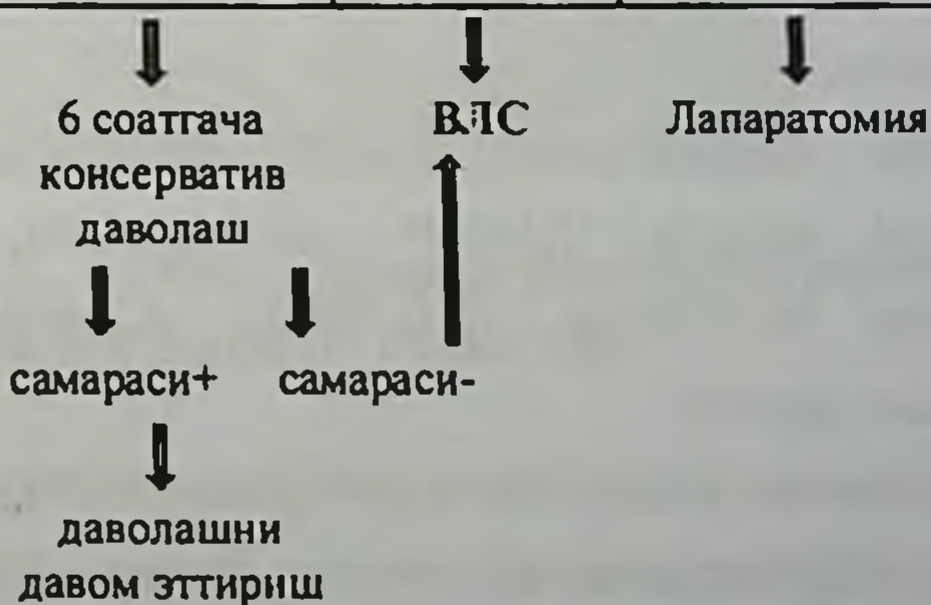 6 соатгача
консерватив
даволаш
ВЛС
Лапаратомия
самараси+
самараси-
даволашни
давом эттириш